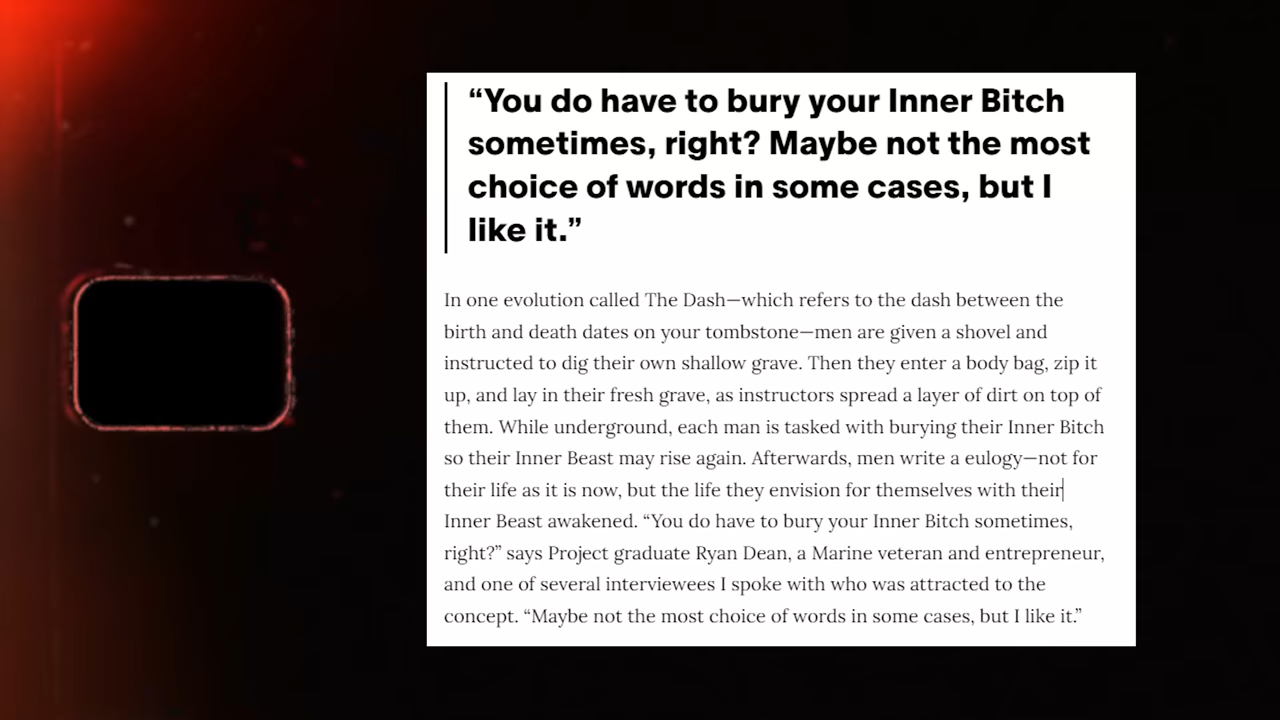 “You do have to bury your Inner Bitch
sometimes, right? Maybe not the most
choice of words in some cases, but I
like it.”
In one evolution called The Dash—which refers to the dash between the
birth and death dates on your tombstone—men are given a shovel and
instructed to dig their own shallow grave. Then they enter a body bag, zip it
up, and lay in their fresh grave, as instructors spread a layer of dirt on top of
them. While underground, each man is tasked with burying their Inner Bitch
so their Inner Beast may rise again. Afterwards, men write a eulogy—not for
their life as it is now, but the life they envision for themselves with their
Inner Beast awakened. “You do have to bury your Inner Bitch sometimes,
right?” says Project graduate Ryan Dean, a Marine veteran and entrepreneur,
and one of several interviewees I spoke with who was attracted to the
concept. “Maybe not the most choice of words in some cases, but I like it.”